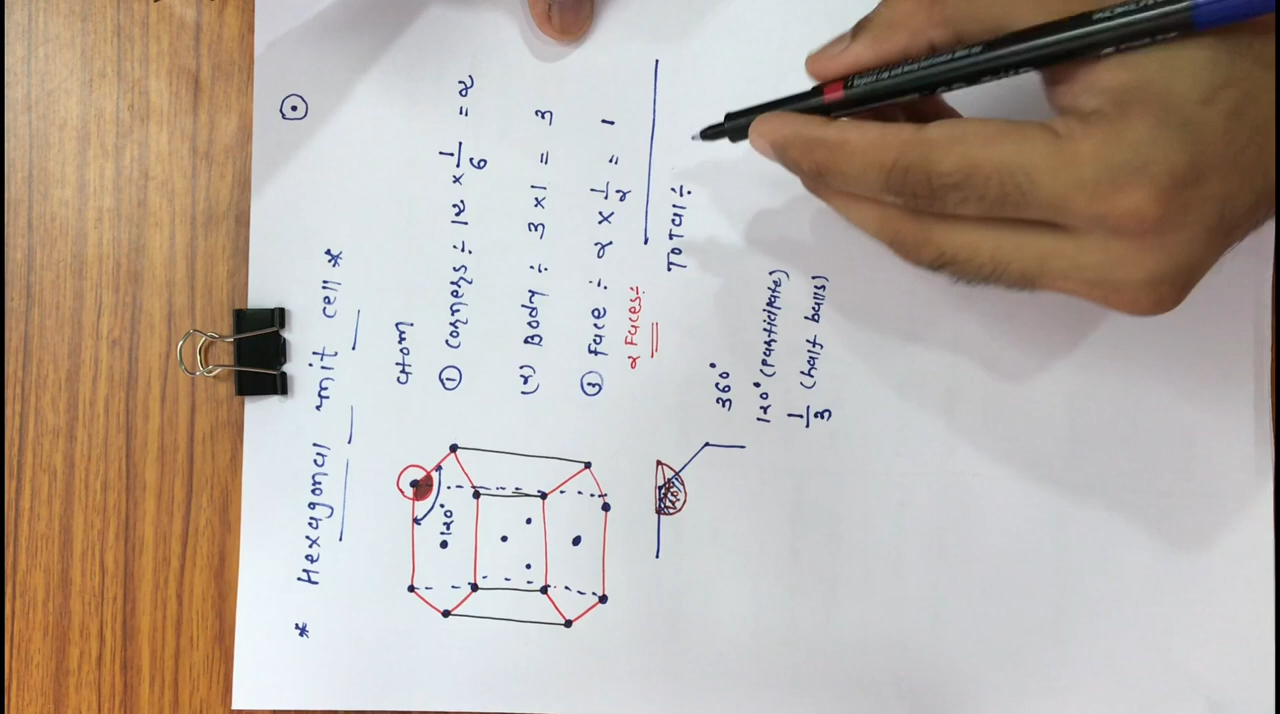 * Hexagonal unit cell *
Atom
① Corners ÷ 12 × 1/6 = 2
(2) Body ÷ 3 × 1 = 3
③ Face ÷ 2 × 1/2 = 1
2 Faces ÷
Total ÷
120°
360°
120° (Participate)
1/3 (half balls)
120°